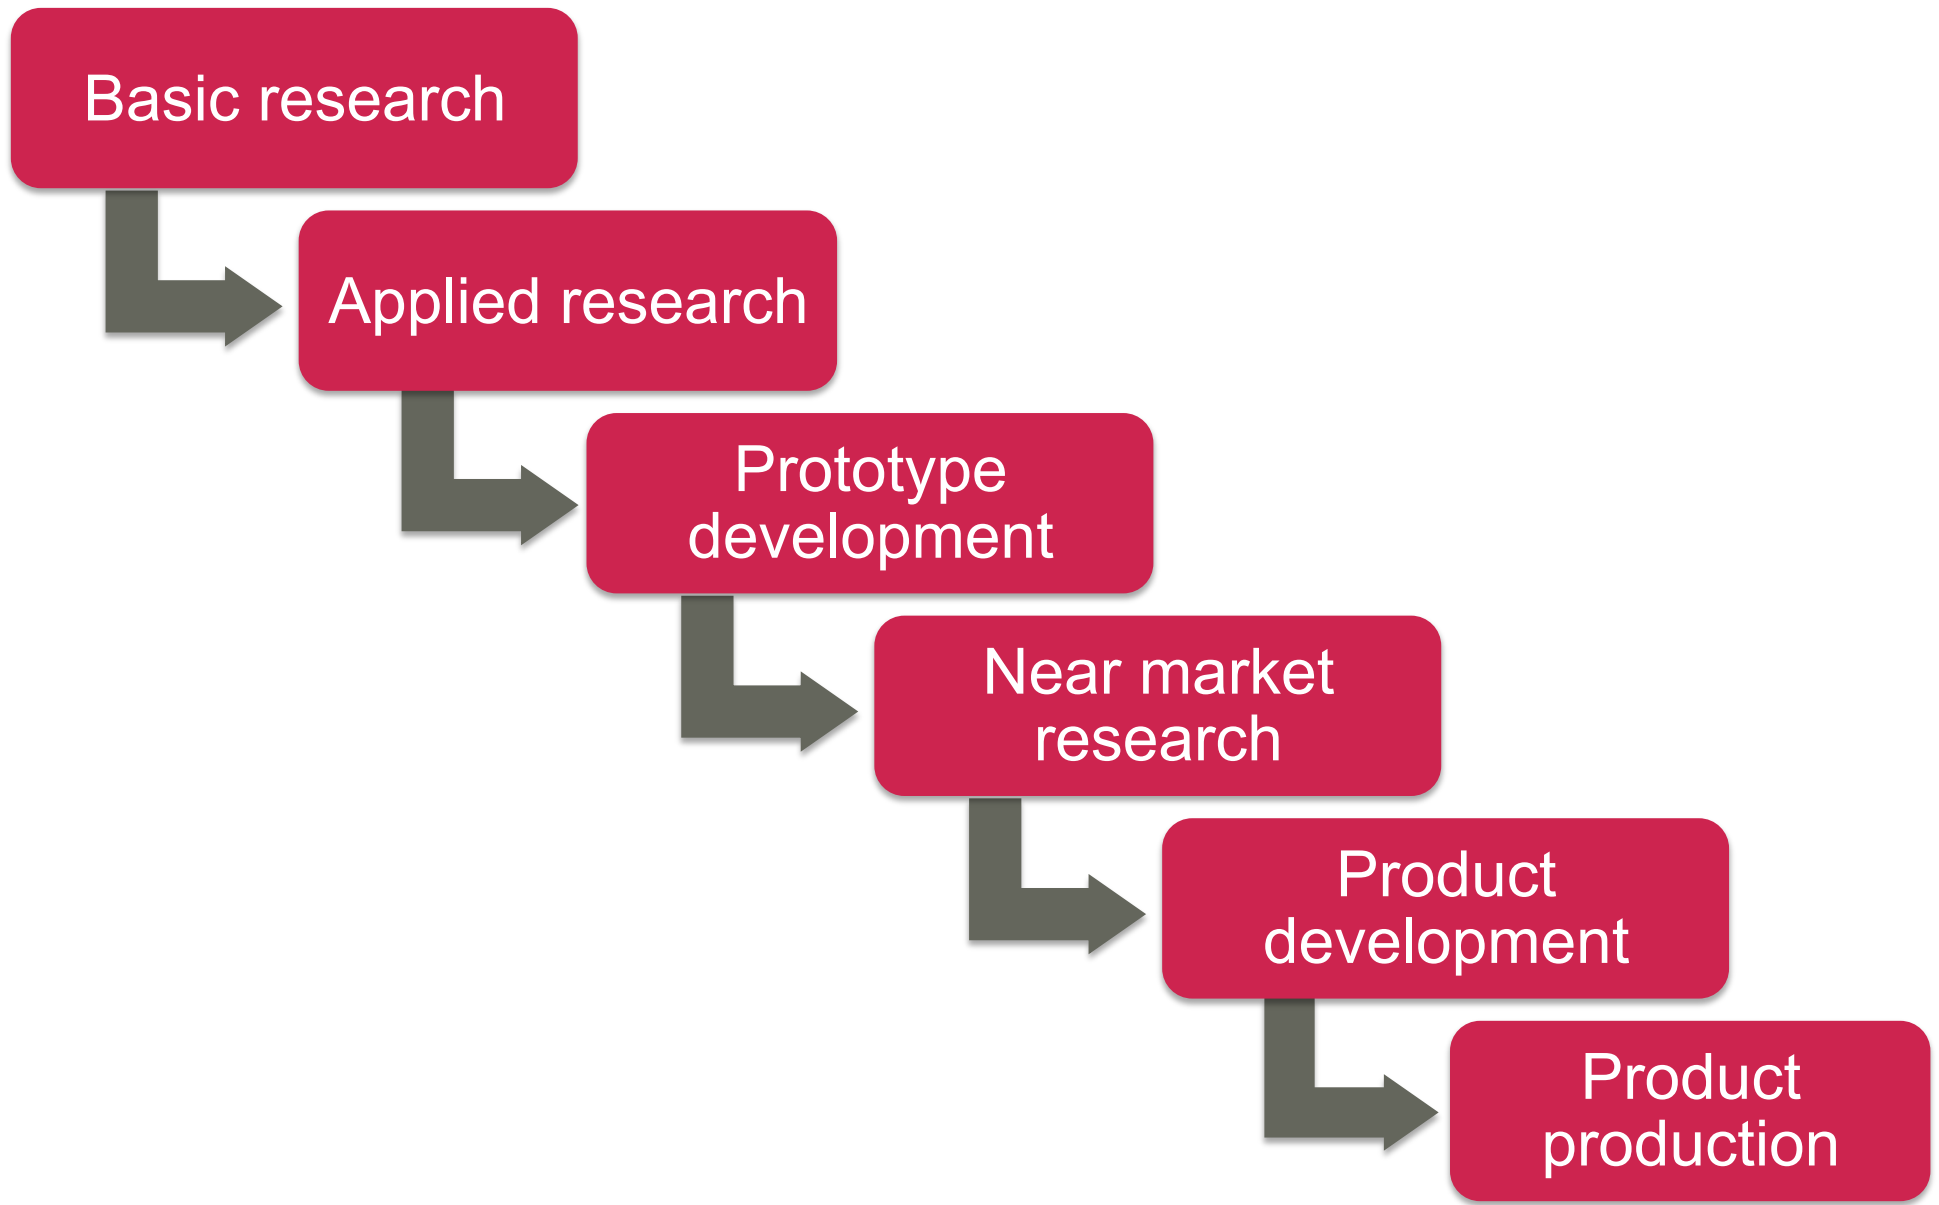 Basic research
Applied research
Prototype
development
Near market
research
Product
development
Product
production